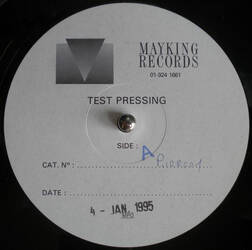 MAYKING
RECORDS
01-924 1661
TEST PRESSING
SIDE : A
CAT. Nº :
DATE :
4 - JAN. 1995